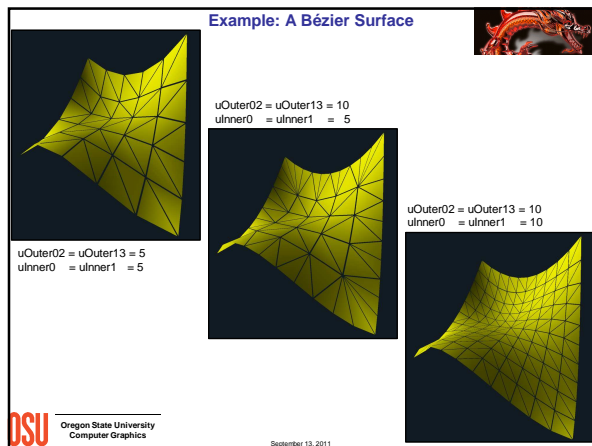 Example: A Bézier Surface
uOuter02 = uOuter13 = 10
uInner0 = uInner1 = 5
uOuter02 = uOuter13 = 10
uInner0 = uInner1 = 10
uOuter02 = uOuter13 = 5
uInner0 = uInner1 = 5
OSU
Oregon State University
Computer Graphics
September 13, 2011